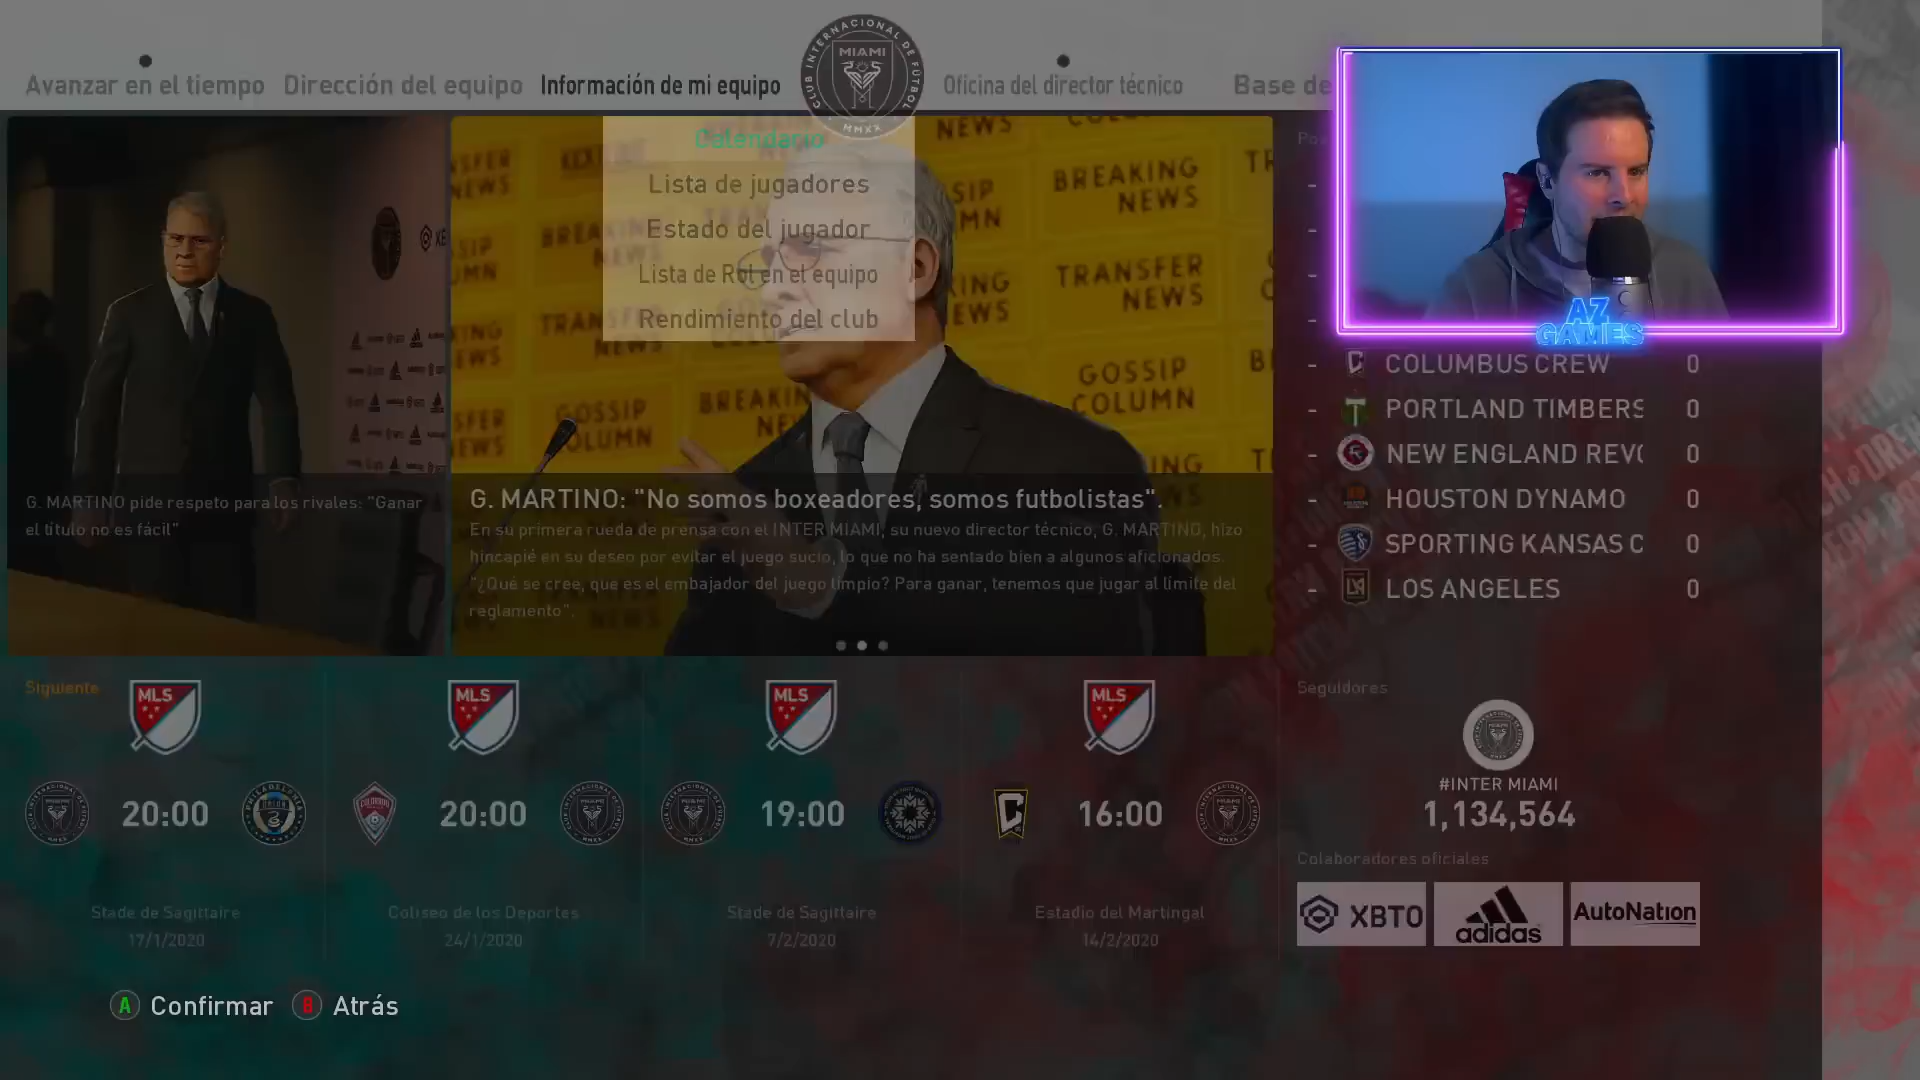 Avanzar en el tiempo
Dirección del equipo
Información de mi equipo
Oficina del director técnico
Base de
CLUB INTERNACIONAL DE FÚTBOL
MIAMI
MMXX
Calendario
Lista de jugadores
Estado del jugador
Lista de Rol en el equipo
Rendimiento del club
NEWS
BREAKING
NEWS
TRANSFER
NEWS
GOSSIP
COLUMN
GOSSIP
COLUMN
AZ
GAMES
- COLUMBUS CREW 0
- PORTLAND TIMBERS 0
- NEW ENGLAND REVO 0
- HOUSTON DYNAMO 0
- SPORTING KANSAS C 0
- LOS ANGELES 0
G. MARTINO pide respeto para los rivales: "Ganar
el título no es fácil"
G. MARTINO: "No somos boxeadores, somos futbolistas".
En su primera rueda de prensa con el INTER MIAMI, su nuevo director técnico, G. MARTINO, hizo
hincapié en su deseo por evitar el juego sucio, lo que no ha sentado bien a algunos aficionados.
"¿Qué se cree, que es el embajador del juego limpio? Para ganar, tenemos que jugar al límite del
reglamento".
Siguiente
MLS
MLS
MLS
MLS
20:00
20:00
19:00
16:00
Stade de Sagittaire
17/1/2020
Coliseo de los Deportes
24/1/2020
Stade de Sagittaire
7/2/2020
Estadio del Martingal
14/2/2020
Seguidores
#INTER MIAMI
1,134,564
Colaboradores oficiales
XBTO
adidas
AutoNation
A Confirmar
B Atrás